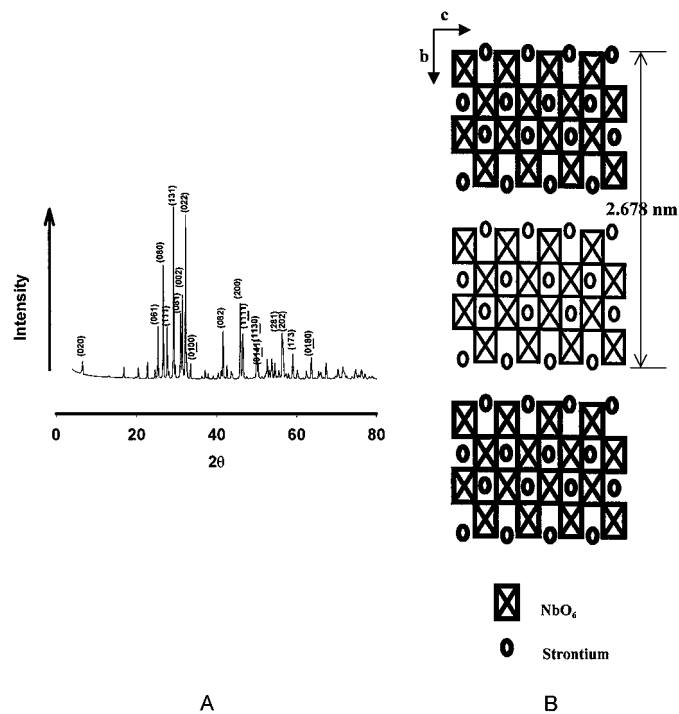 c
b
2.678 nm
Intensity
(020)
(061)
(080)
(111)
(131)
(061)
(002)
(022)
(0100)
(082)
(200)
(1111)
(1130)
(0141)
(281)
(202)
(173)
(0180)
0 20 40 60 80
2θ
NbO₆
Strontium
A B